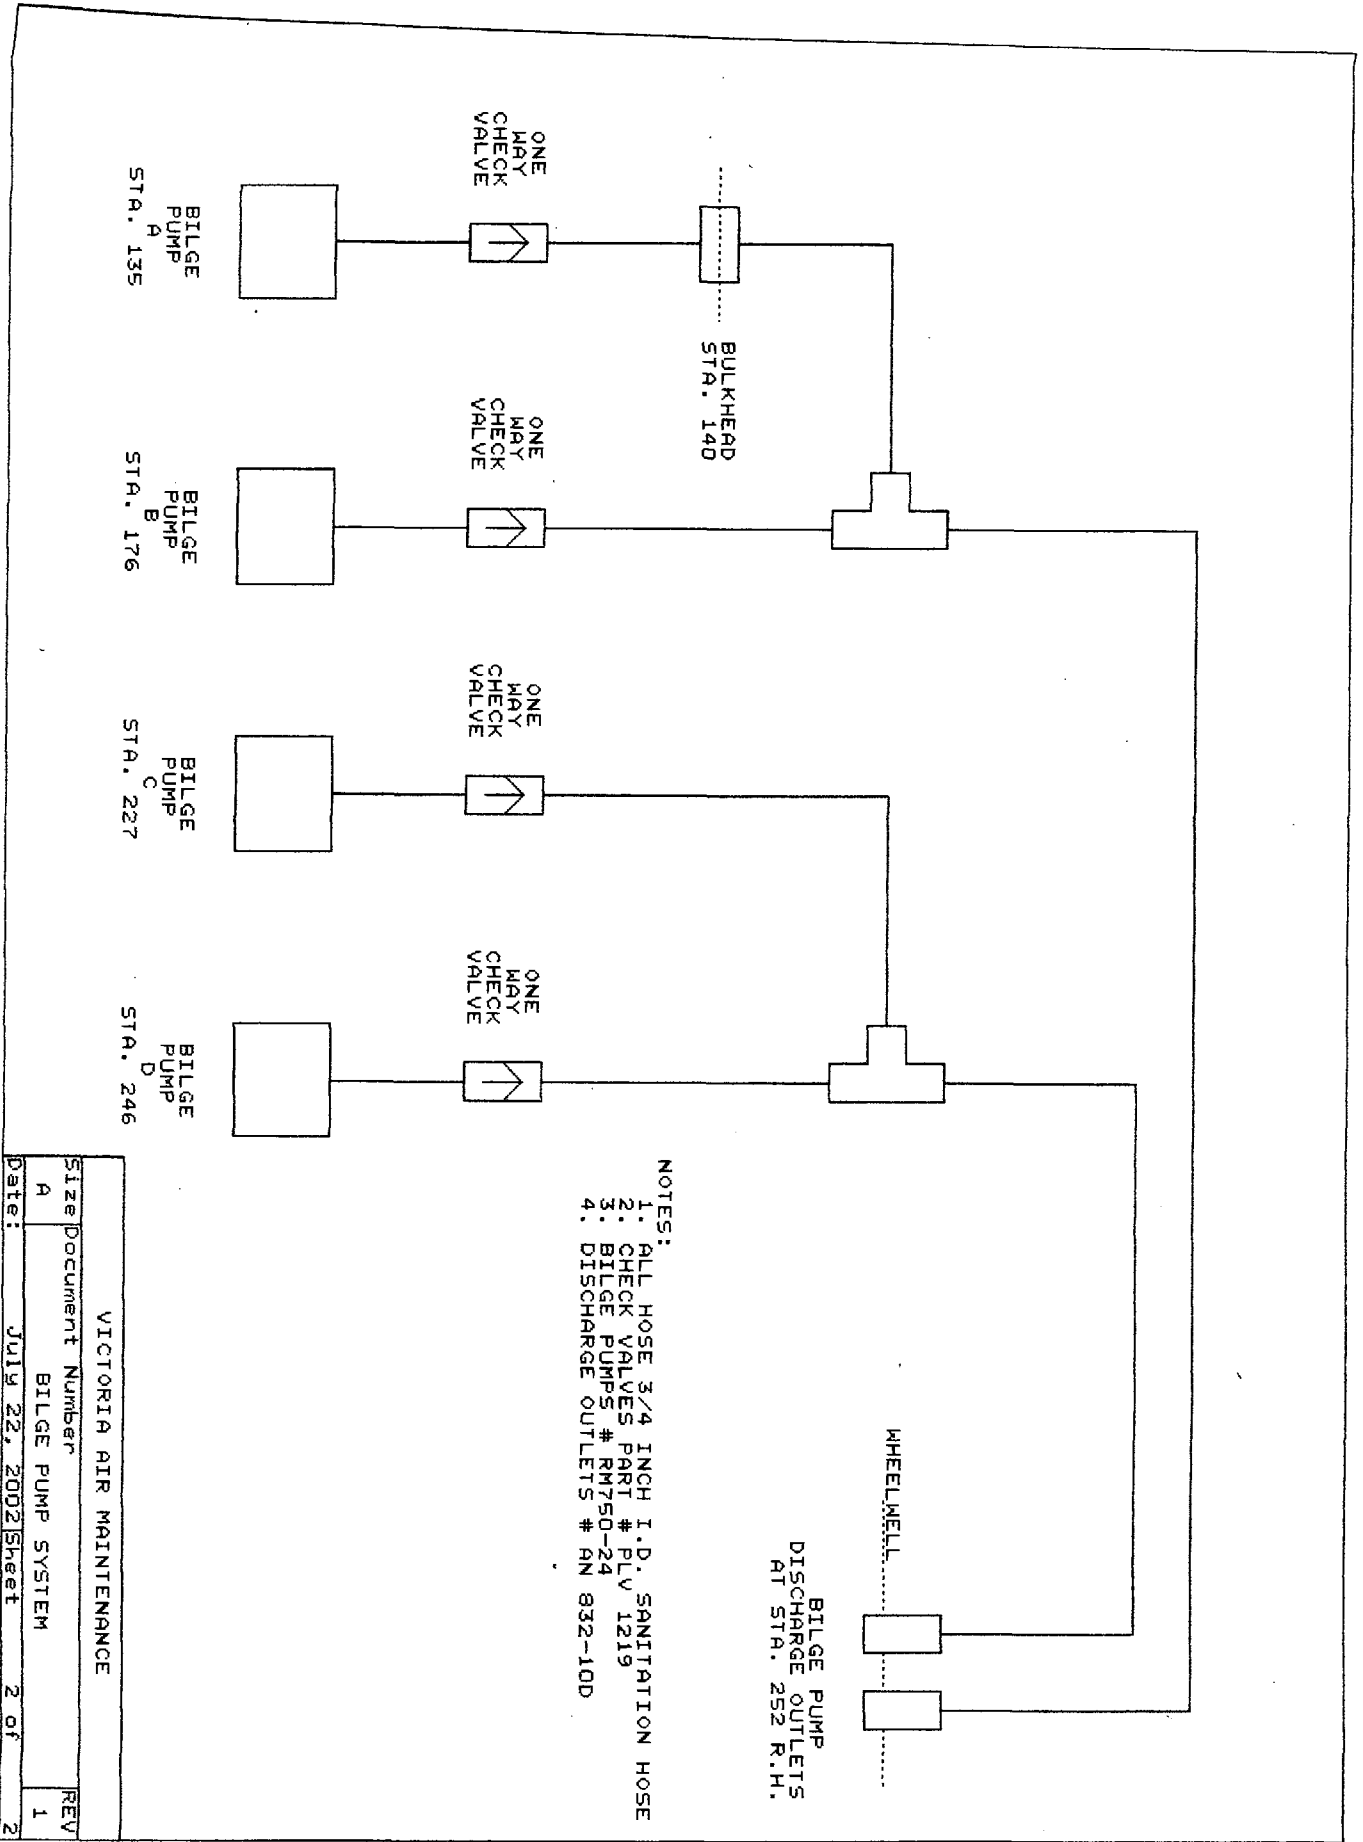 ONE
WAY
CHECK
VALVE
BILGE
PUMP
A
STA. 135
BULKHEAD
STA. 140
ONE
WAY
CHECK
VALVE
BILGE
PUMP
B
STA. 176
ONE
WAY
CHECK
VALVE
BILGE
PUMP
C
STA. 227
ONE
WAY
CHECK
VALVE
BILGE
PUMP
D
STA. 246
WHEELWELL
BILGE PUMP
DISCHARGE OUTLETS
AT STA. 252 R.H.
NOTES:
1. ALL HOSE 3/4 INCH I.D. SANITATION HOSE
2. CHECK VALVES PART # PLV 1219
3. BILGE PUMPS # RM750-24
4. DISCHARGE OUTLETS # AN 832-10D
VICTORIA AIR MAINTENANCE
Size Document Number REV
A BILGE PUMP SYSTEM 1
Date: July 22, 2002 Sheet 2 of 2